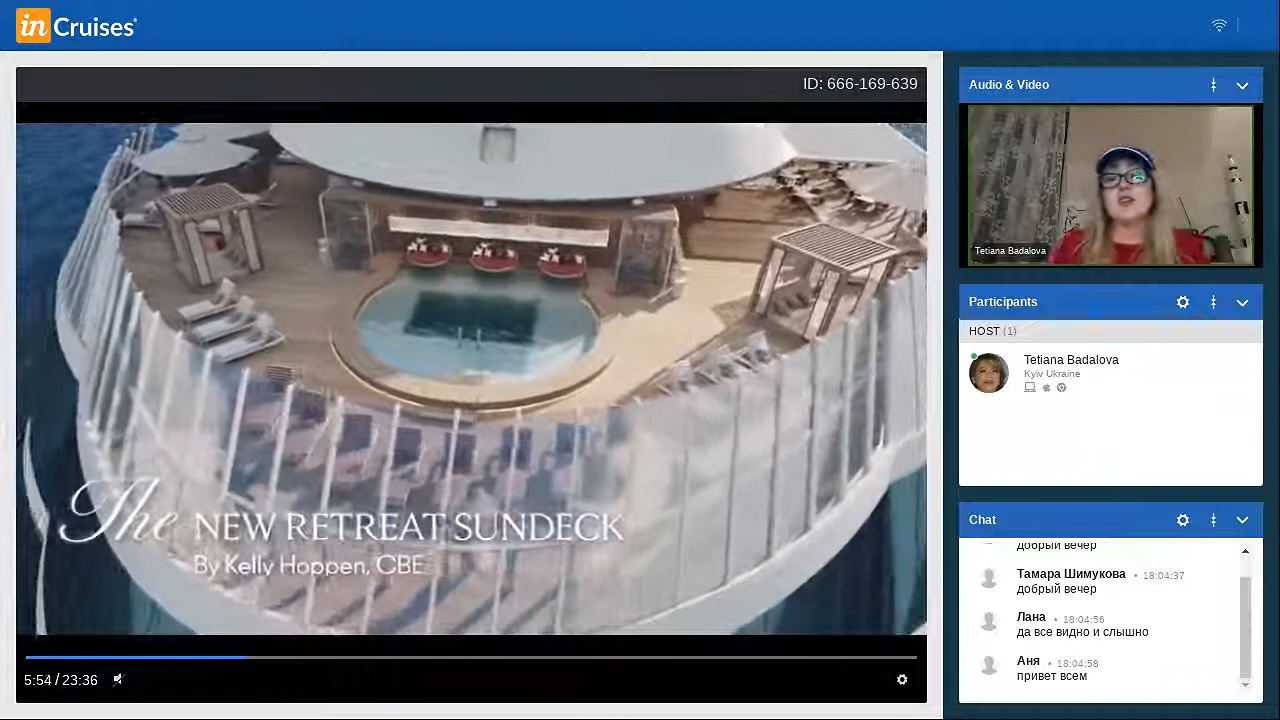 in Cruises
ID: 666-169-639
The NEW RETREAT SUNDECK
By Kelly Hoppen, CBE
5:54 / 23:36
Audio & Video
Tetiana Badalova
Participants
HOST (1)
Tetiana Badalova
Kyiv Ukraine
Chat
добрый вечер
Тамара Шимукова • 18:04:37
добрый вечер
Лана • 18:04:56
да все видно и слышно
Аня • 18:04:58
привет всем